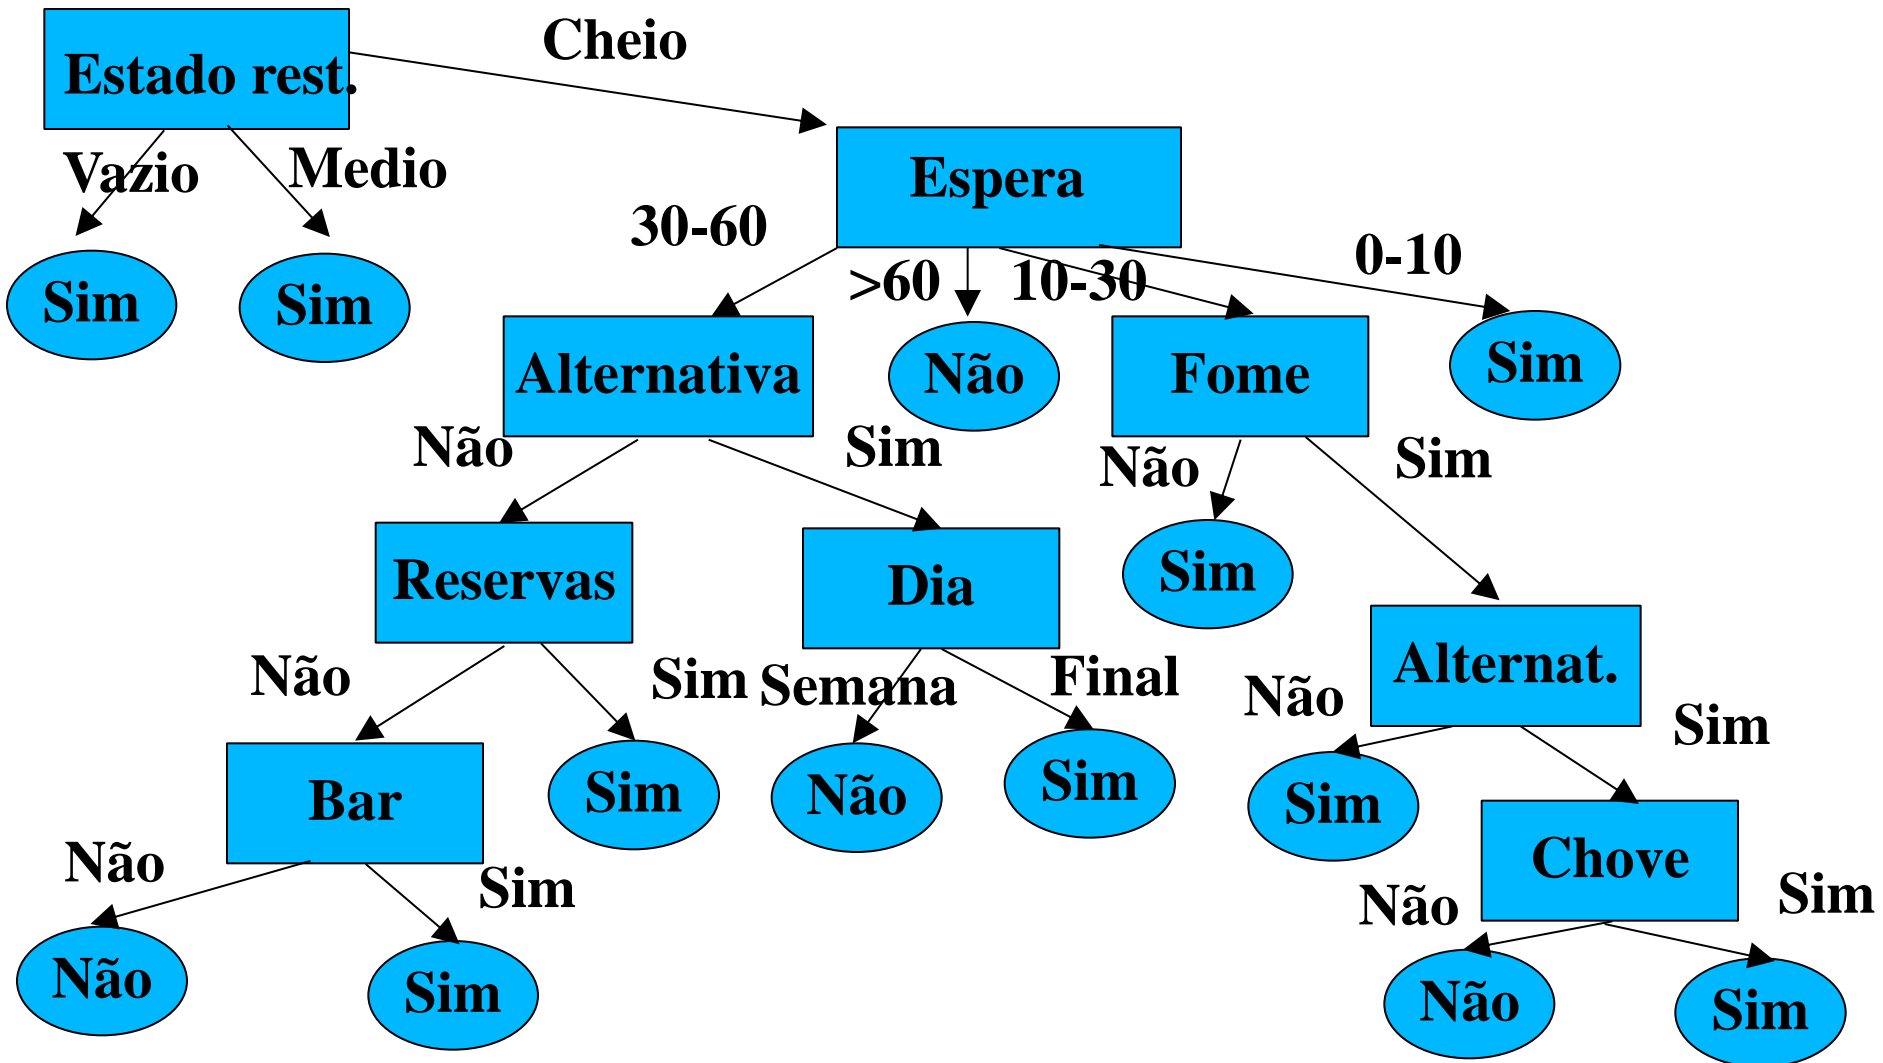 Cheio
Estado rest.
Vazio
Medio
Espera
30-60
>60
10-30
0-10
Sim
Sim
Alternativa
Não
Fome
Sim
Não
Sim
Não
Sim
Reservas
Dia
Sim
Não
Sim
Semana
Final
Não
Alternat.
Sim
Bar
Sim
Não
Sim
Sim
Chove
Não
Sim
Não
Sim
Não
Sim
Não
Sim